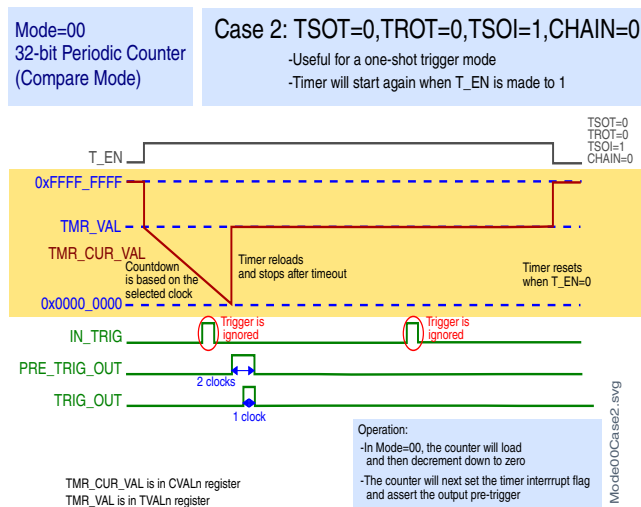 Mode=00
32-bit Periodic Counter
(Compare Mode)
Case 2: TSOT=0,TROT=0,TSOI=1,CHAIN=0
-Useful for a one-shot trigger mode
-Timer will start again when T_EN is made to 1
TSOT=0
TROT=0
TSOI=1
CHAIN=0
T_EN
0xFFFF_FFFF
TMR_VAL
TMR_CUR_VAL
Countdown
is based on the
selected clock
Timer reloads
and stops after timeout
Timer resets
when T_EN=0
0x0000_0000
IN_TRIG
Trigger is
ignored
Trigger is
ignored
PRE_TRIG_OUT
2 clocks
TRIG_OUT
1 clock
Operation:
-In Mode=00, the counter will load
and then decrement down to zero
-The counter will next set the timer interrrupt flag
and assert the output pre-trigger
TMR_CUR_VAL is in CVALn register
TMR_VAL is in TVALn register
Mode00Case2.svg